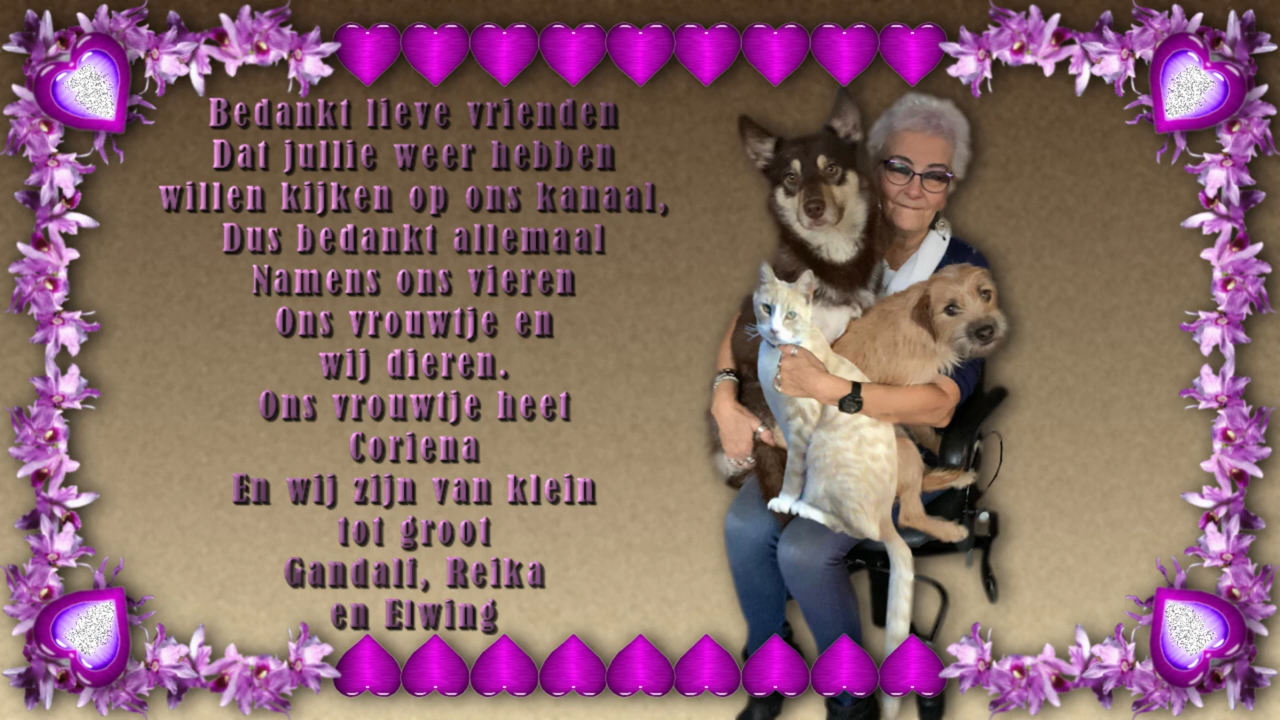 Bedankt lieve vrienden
Dat jullie weer hebben
willen kijken op ons kanaal,
Dus bedankt allemaal
Namens ons vieren
Ons vrouwtje en
wij dieren.
Ons vrouwtje heet
Coriena
En wij zijn van klein
tot groot
Gandalf, Reika
en Elwing